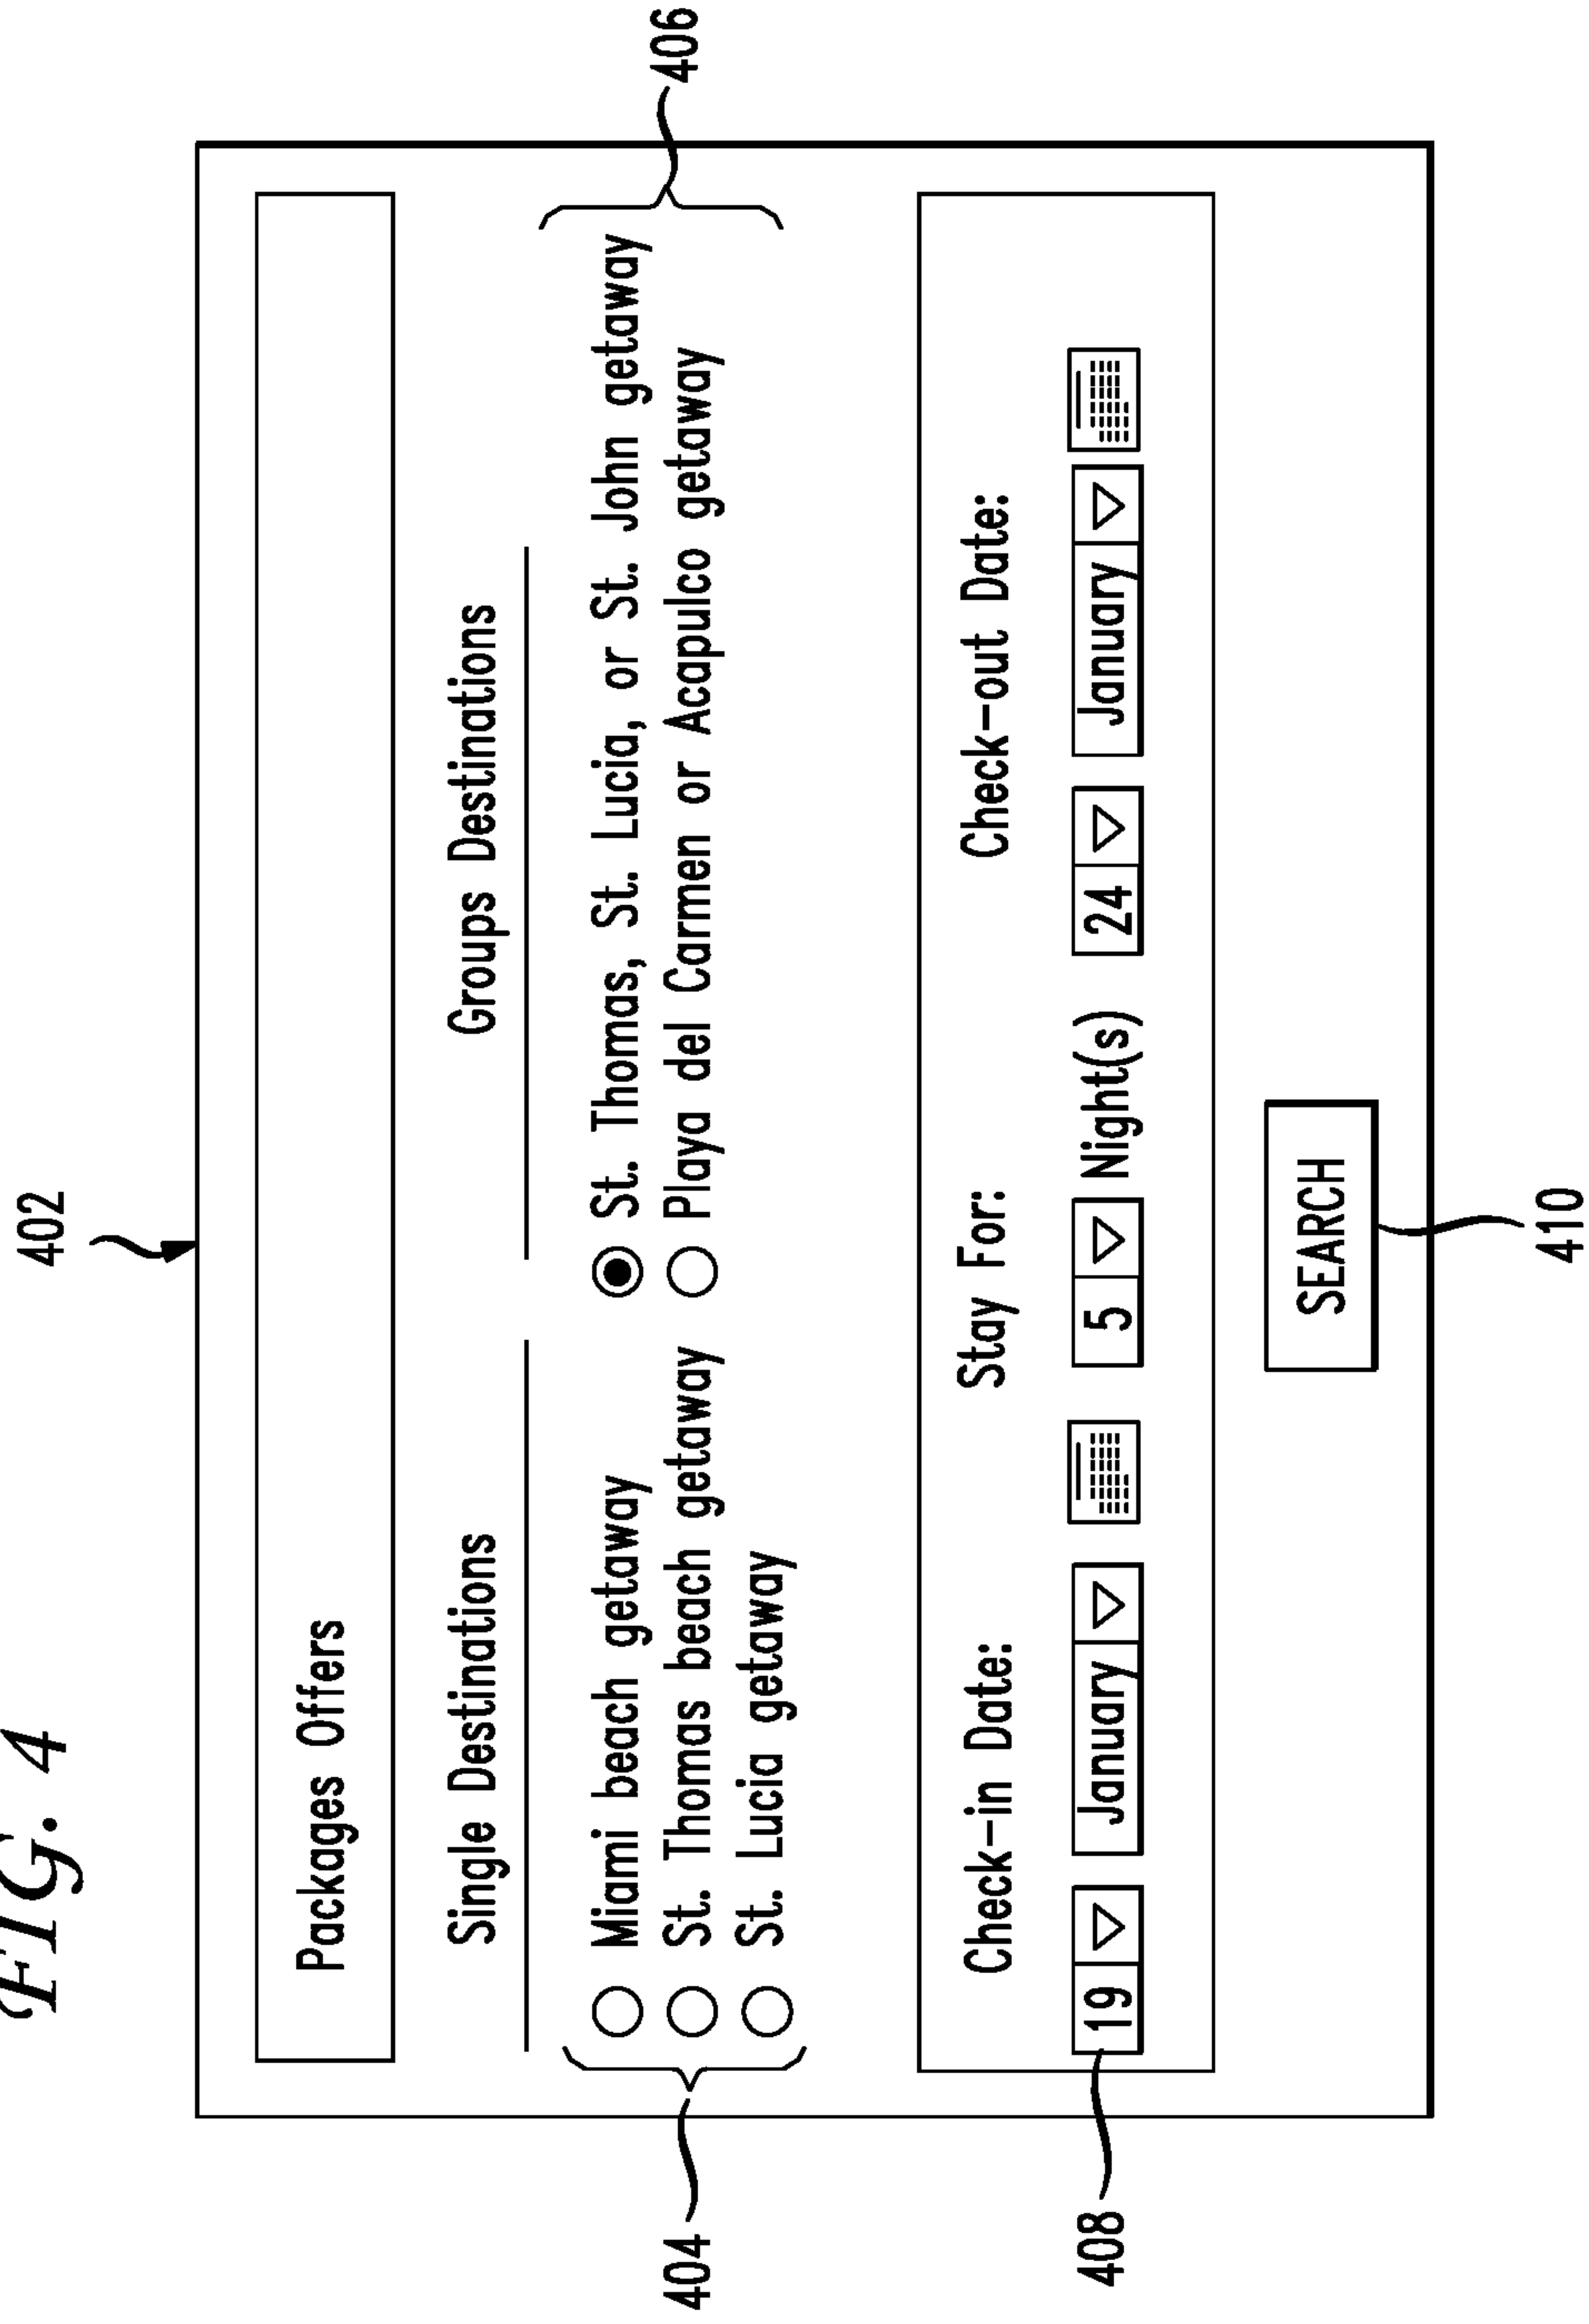 FIG. 4
402
Packages Offers
Single Destinations
Groups Destinations
Miami beach getaway
St. Thomas beach getaway
St. Lucia getaway
St. Thomas, St. Lucia, or St. John getaway
Playa del Carmen or Acapulco getaway
404
406
Check-in Date:
Stay For:
Check-out Date:
19 January 5 Night(s) 24 January
408
SEARCH
410